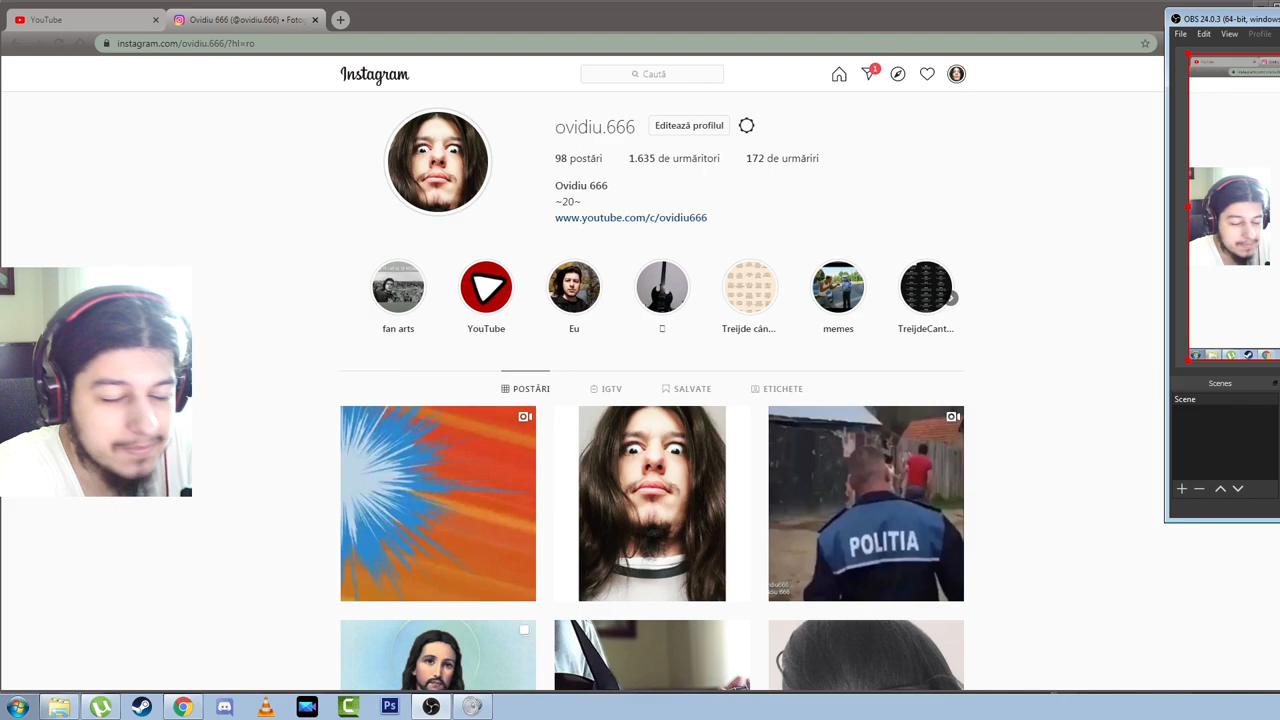 YouTube
Ovidiu 666 (@ovidiu.666) • Fotog
OBS 24.0.3 (64-bit, windows
File Edit View Profile
instagram.com/ovidiu.666/?hl=ro
Instagram
Caută
1
ovidiu.666
Editează profilul
98 postări 1.635 de urmăritori 172 de urmăriri
Ovidiu 666
~20~
www.youtube.com/c/ovidiu666
fan arts YouTube Eu Treijde cân... memes TreijdeCant...
POSTĂRI IGTV SALVATE ETICHETE
Scenes
Scene
POLITIA
Ps